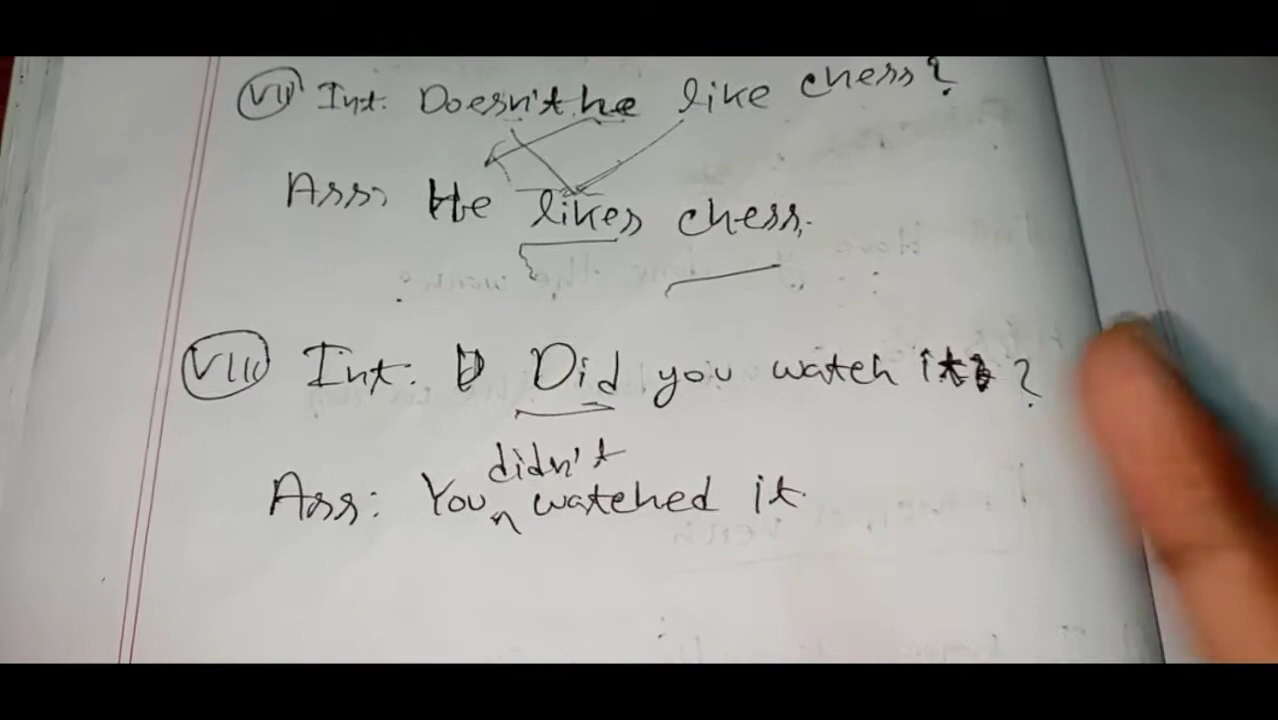 (VII) Int. Doesn't he like chess?
Ass: He likes chess.
(VIII) Int. D Did you watch it?
didn't
Ass: You watched it.